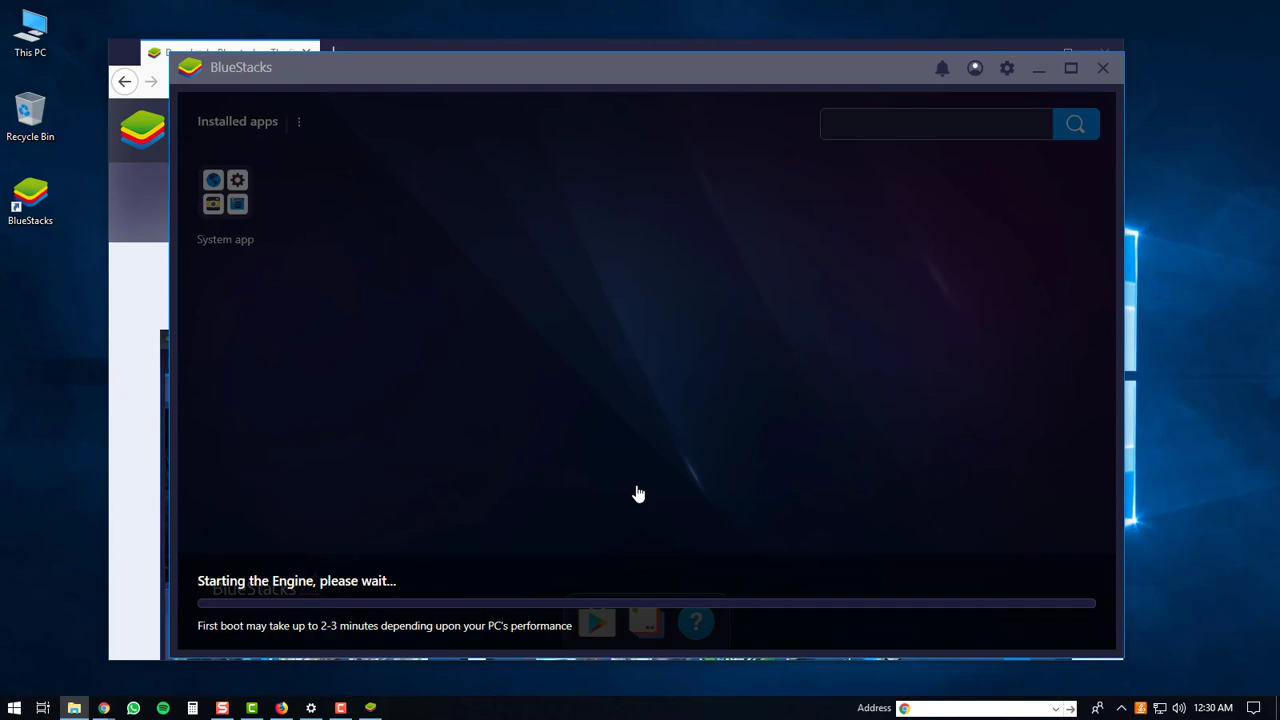 This PC
Recycle Bin
BlueStacks
BlueStacks
Installed apps
System app
Starting the Engine, please wait...
BlueStacks
First boot may take up to 2-3 minutes depending upon your PC's performance
?
Address
12:30 AM